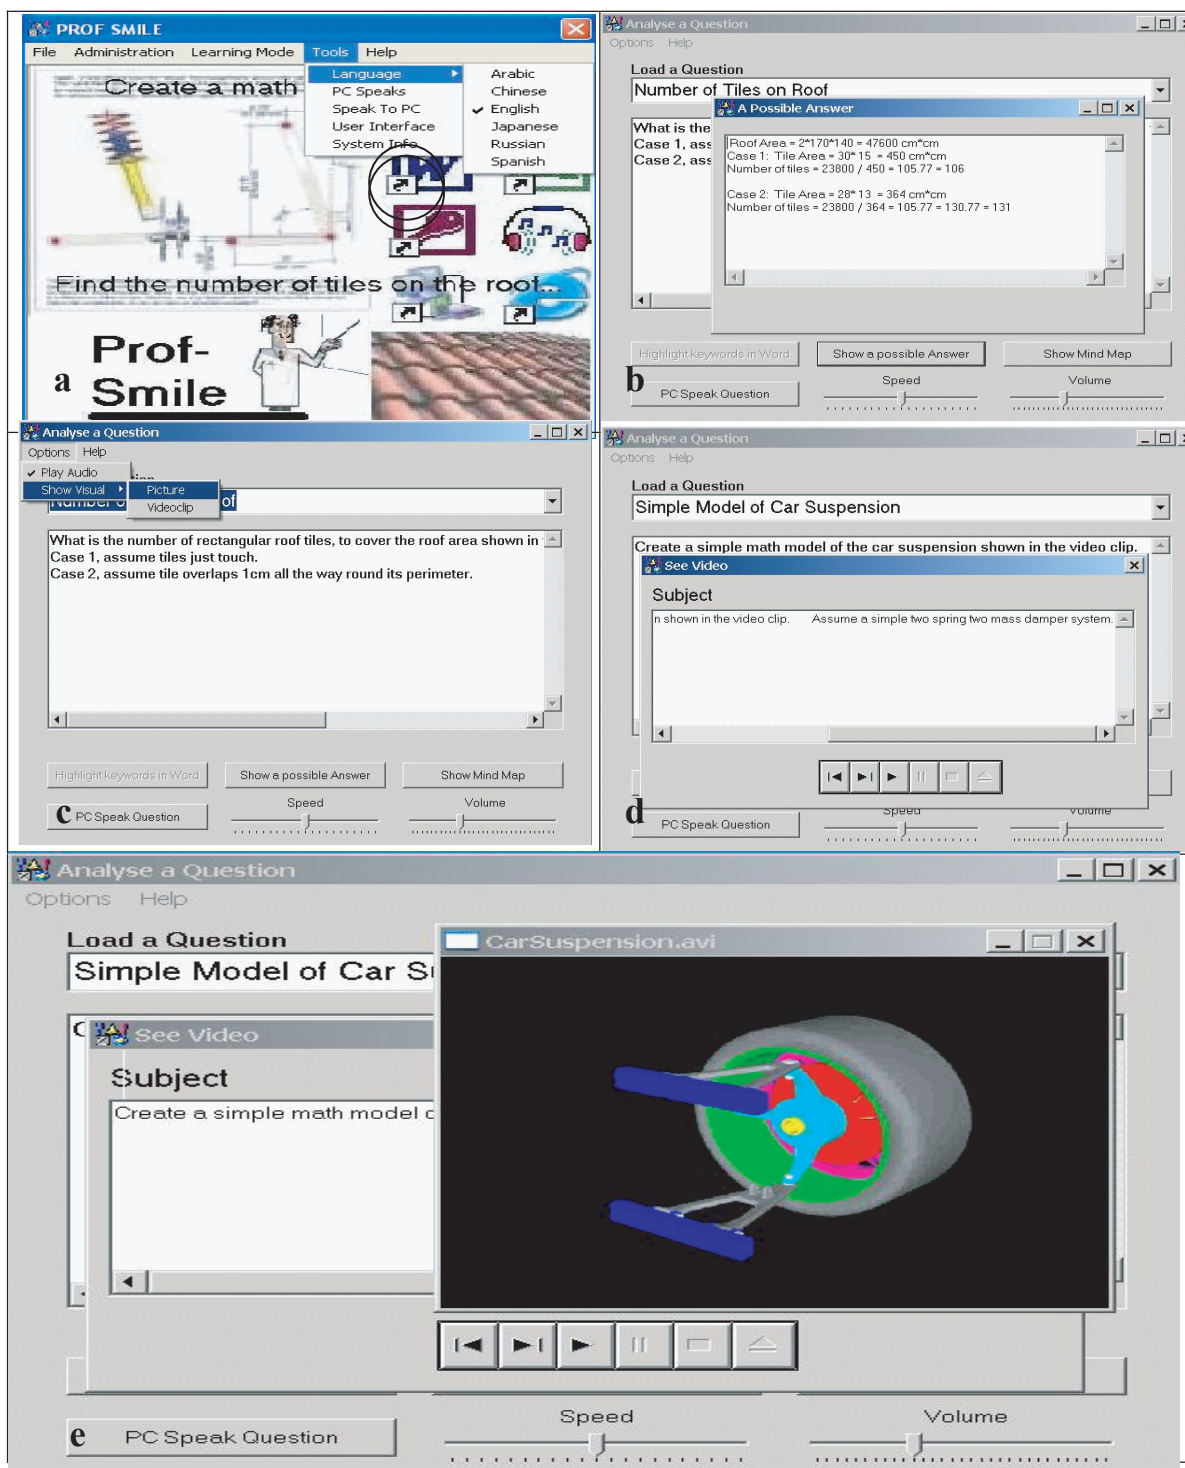 PROF SMILE
File Administration Learning Mode Tools Help
Language
PC Speaks
Speak To PC
User Interface
System Info
Arabic
Chinese
English
Japanese
Russian
Spanish
Create a math
Find the number of tiles on the roof...
Prof-
Smile
a
Analyse a Question
Options Help
Load a Question
Number of Tiles on Roof
What is the
Case 1, ass
Case 2, ass
A Possible Answer
Roof Area = 2*170*140 = 47600 cm*cm
Case 1: Tile Area = 30* 15 = 450 cm*cm
Number of tiles = 23800 / 450 = 105.77 = 106
Case 2: Tile Area = 28* 13 = 364 cm*cm
Number of tiles = 23800 / 364 = 105.77 = 130.77 = 131
Highlight keywords in Word Show a possible Answer Show Mind Map
b
PC Speak Question
Speed
Volume
Analyse a Question
Options Help
Play Audio
Show Visual
Picture
Videoclip
of
What is the number of rectangular roof tiles, to cover the roof area shown in
Case 1, assume tiles just touch.
Case 2, assume tile overlaps 1cm all the way round its perimeter.
Highlight keywords in Word Show a possible Answer Show Mind Map
c
PC Speak Question
Speed
Volume
Analyse a Question
Options Help
Load a Question
Simple Model of Car Suspension
Create a simple math model of the car suspension shown in the video clip.
See Video
Subject
n shown in the video clip. Assume a simple two spring two mass damper system.
d
PC Speak Question
Speed
Volume
Analyse a Question
Options Help
Load a Question
Simple Model of Car S
See Video
Subject
Create a simple math model
CarSuspension.avi
e
PC Speak Question
Speed
Volume